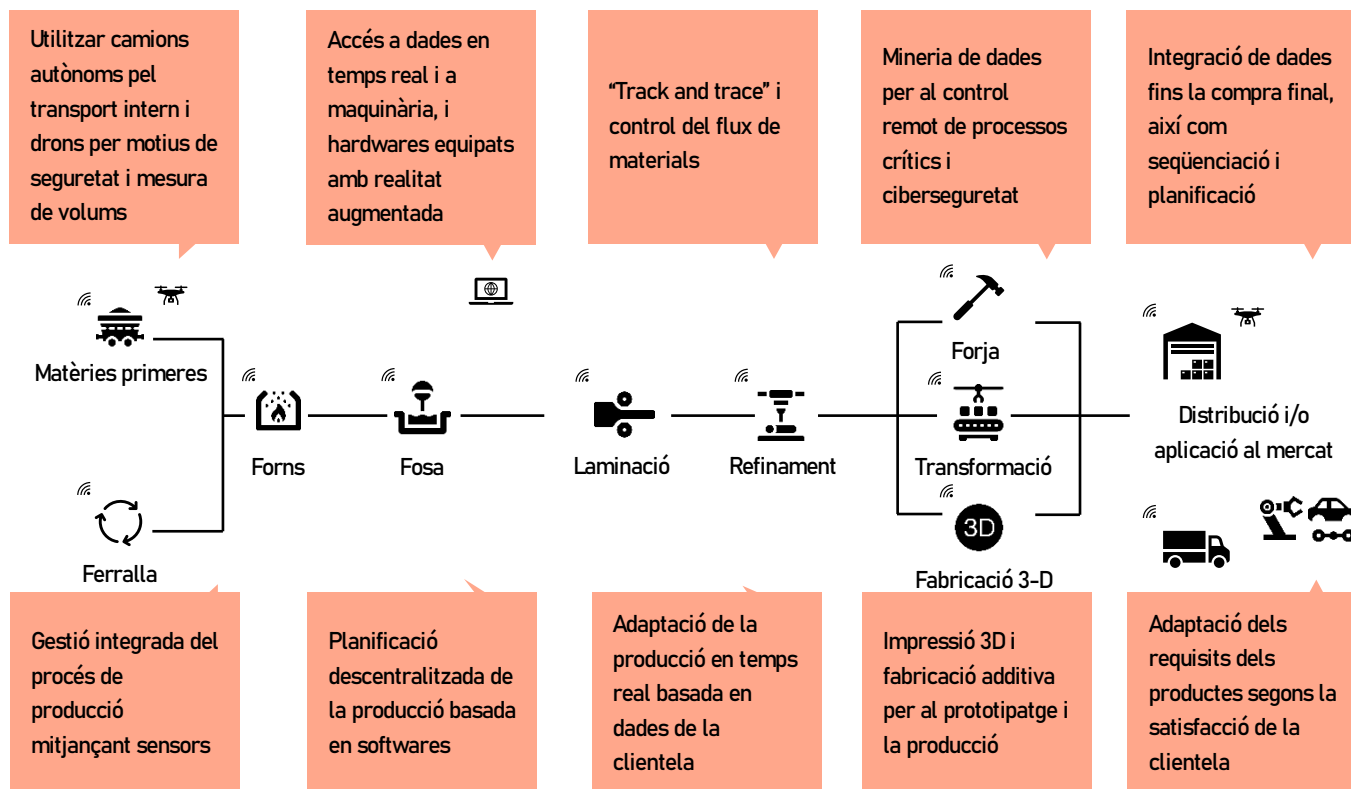 Utilitzar camions
autònoms pel
transport intern i
drons per motius de
seguretat i mesura
de volums
Accés a dades en
temps real i a
maquinària, i
hardwares equipats
amb realitat
augmentada
“Track and trace” i
control del flux de
materials
Mineria de dades
per al control
remot de processos
crítics i
ciberseguretat
Integració de dades
fins la compra final,
així com
seqüenciació i
planificació
Matèries primeres
Ferralla
Forns
Fosa
Laminació
Refinament
Forja
Transformació
3D
Fabricació 3-D
Distribució i/o
aplicació al mercat
Gestió integrada del
procés de
producció
mitjançant sensors
Planificació
descentralitzada de
la producció basada
en softwares
Adaptació de la
producció en temps
real basada en
dades de la
clientela
Impressió 3D i
fabricació additiva
per al prototipatge i
la producció
Adaptació dels
requisits dels
productes segons la
satisfacció de la
clientela